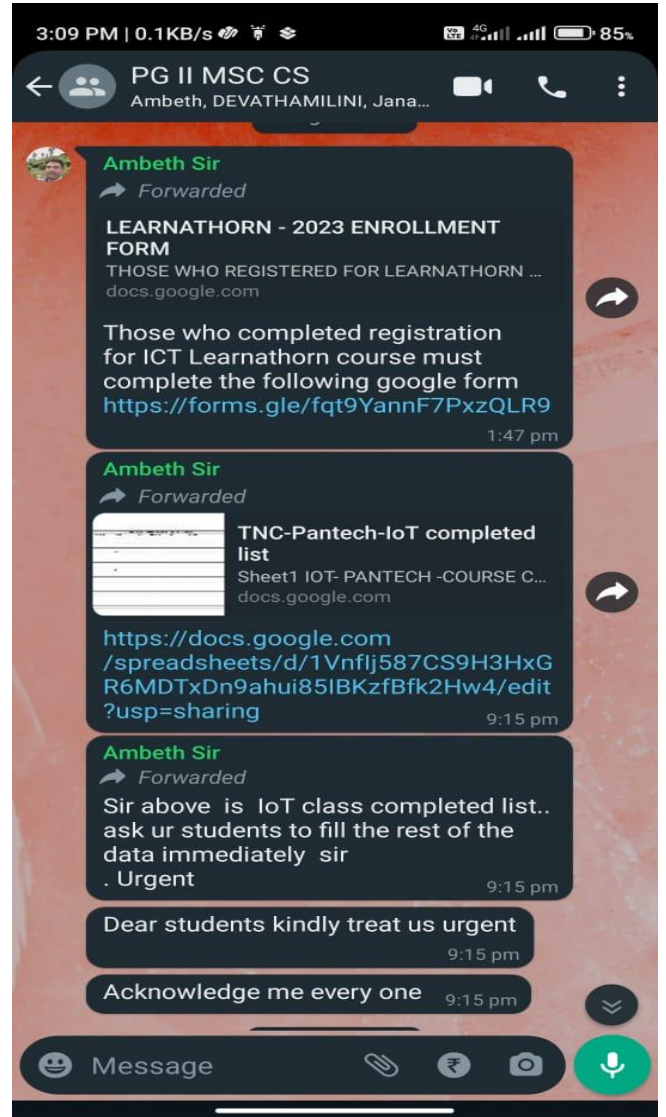 3:09 PM | 0.1KB/s
Vo LTE 4G 85%
PG II MSC CS
Ambeth, DEVATHAMILINI, Jana...
Ambeth Sir
Forwarded
LEARNATHORN - 2023 ENROLLMENT
FORM
THOSE WHO REGISTERED FOR LEARNATHORN ...
docs.google.com
Those who completed registration
for ICT Learnathorn course must
complete the following google form
https://forms.gle/fqt9YannF7PxzQLR9
1:47 pm
Ambeth Sir
Forwarded
TNC-Pantech-IoT completed
list
Sheet1 IOT- PANTECH -COURSE C...
docs.google.com
https://docs.google.com
/spreadsheets/d/1VnfIj587CS9H3HxG
R6MDTxDn9ahui85IBKzfBfk2Hw4/edit
?usp=sharing
9:15 pm
Ambeth Sir
Forwarded
Sir above is IoT class completed list..
ask ur students to fill the rest of the
data immediately sir
. Urgent
9:15 pm
Dear students kindly treat us urgent
9:15 pm
Acknowledge me every one 9:15 pm
Message ₹